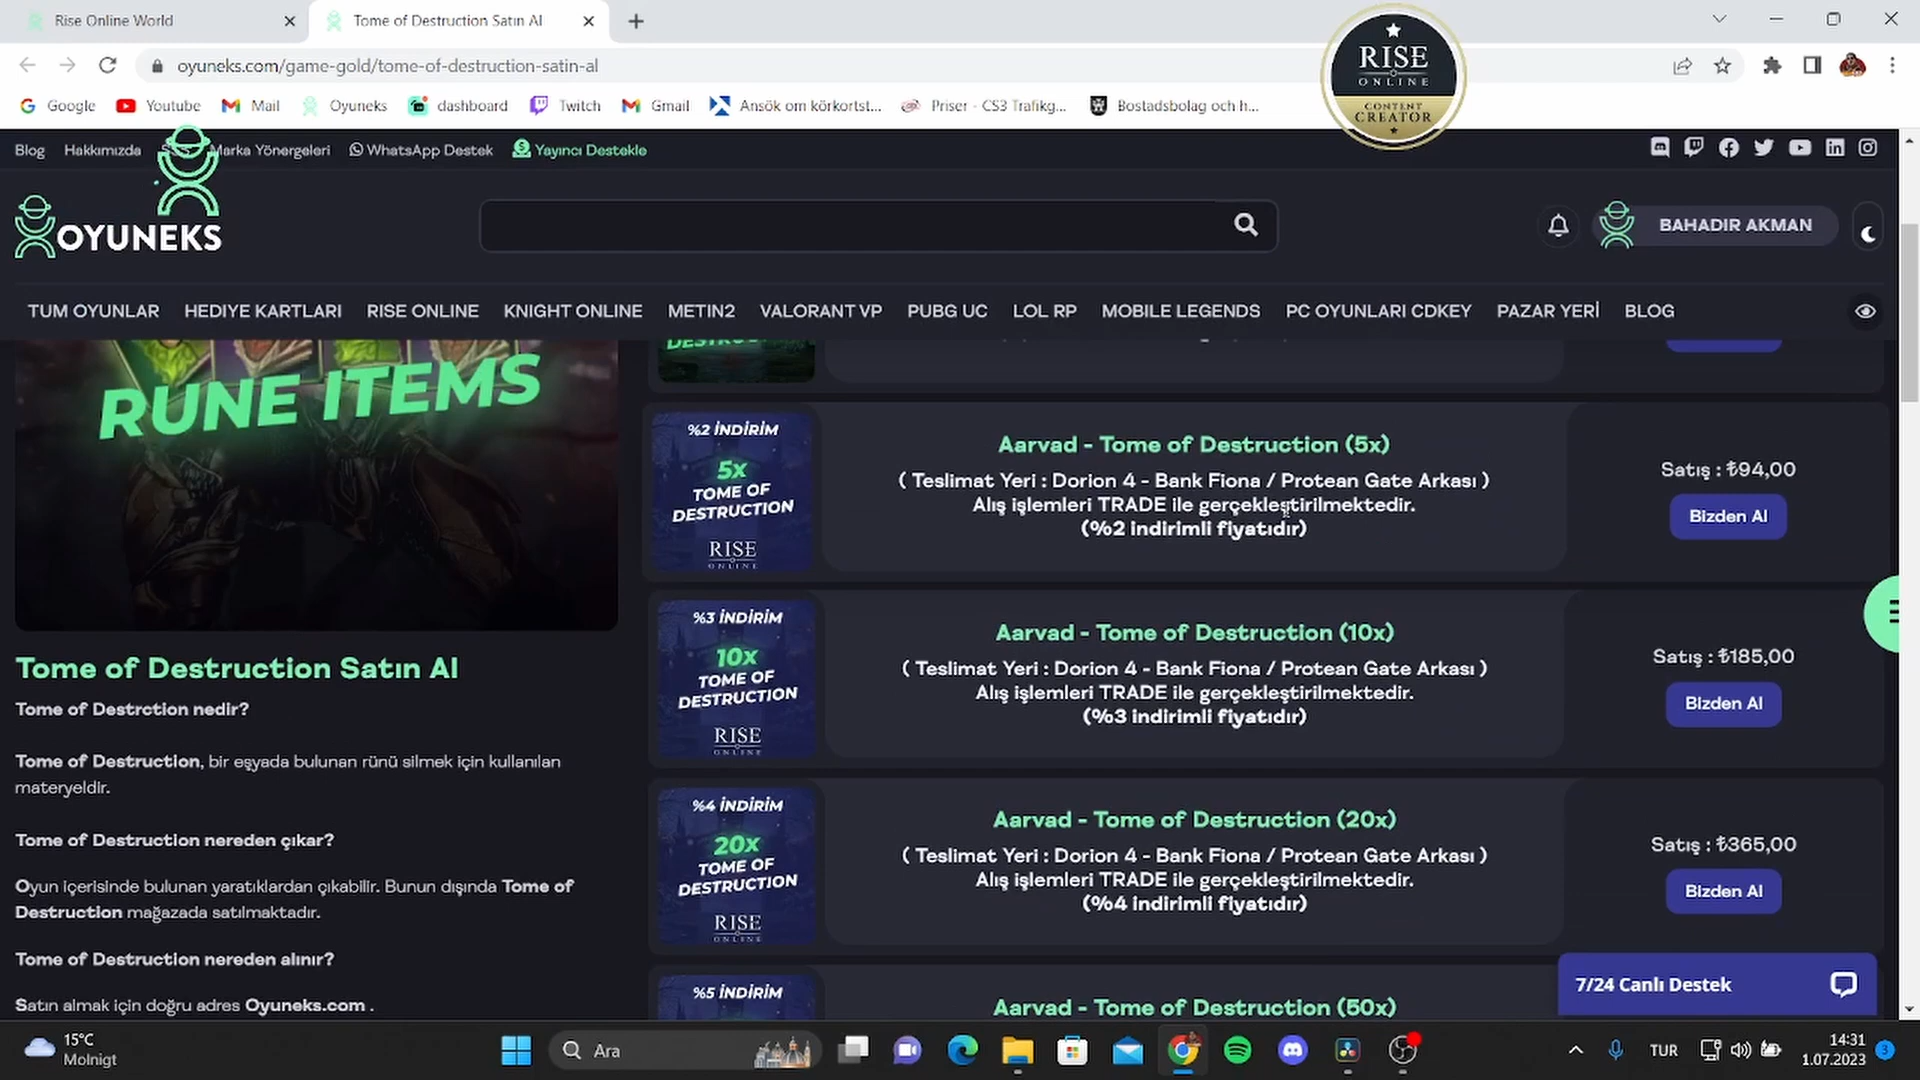 Rise Online World
Tome of Destruction Satın Al
oyuneks.com/game-gold/tome-of-destruction-satin-al
RISE
ONLINE
CONTENT
CREATOR
Google
Youtube
Mail
Oyuneks
dashboard
Twitch
Gmail
Ansök om körkortst...
Priser - CS3 Trafikg...
Bostadsbolag och h...
Blog
Hakkımızda
Marka Yönergeleri
WhatsApp Destek
Yayıncı Destekle
OYUNEKS
BAHADIR AKMAN
TUM OYUNLAR
HEDIYE KARTLARI
RISE ONLINE
KNIGHT ONLINE
METIN2
VALORANT VP
PUBG UC
LOL RP
MOBILE LEGENDS
PC OYUNLARI CDKEY
PAZAR YERİ
BLOG
RUNE ITEMS
%2 İNDİRİM
5x
TOME OF
DESTRUCTION
RISE
ONLINE
Aarvad - Tome of Destruction (5x)
( Teslimat Yeri : Dorion 4 - Bank Fiona / Protean Gate Arkası )
Alış işlemleri TRADE ile gerçekleştirilmektedir.
(%2 indirimli fiyatıdır)
Satış : ₺94,00
Bizden Al
%3 İNDİRİM
10x
TOME OF
DESTRUCTION
RISE
ONLINE
Aarvad - Tome of Destruction (10x)
( Teslimat Yeri : Dorion 4 - Bank Fiona / Protean Gate Arkası )
Alış işlemleri TRADE ile gerçekleştirilmektedir.
(%3 indirimli fiyatıdır)
Satış : ₺185,00
Bizden Al
%4 İNDİRİM
20x
TOME OF
DESTRUCTION
RISE
ONLINE
Aarvad - Tome of Destruction (20x)
( Teslimat Yeri : Dorion 4 - Bank Fiona / Protean Gate Arkası )
Alış işlemleri TRADE ile gerçekleştirilmektedir.
(%4 indirimli fiyatıdır)
Satış : ₺365,00
Bizden Al
%5 İNDİRİM
Aarvad - Tome of Destruction (50x)
Tome of Destruction Satın Al
Tome of Destrction nedir?
Tome of Destruction, bir eşyada bulunan rünü silmek için kullanılan
materyeldir.
Tome of Destruction nereden çıkar?
Oyun içerisinde bulunan yaratıklardan çıkabilir. Bunun dışında Tome of
Destruction mağazada satılmaktadır.
Tome of Destruction nereden alınır?
Satın almak için doğru adres Oyuneks.com .
7/24 Canlı Destek
15°C
Molnigt
Ara
TUR
14:31
1.07.2023
3